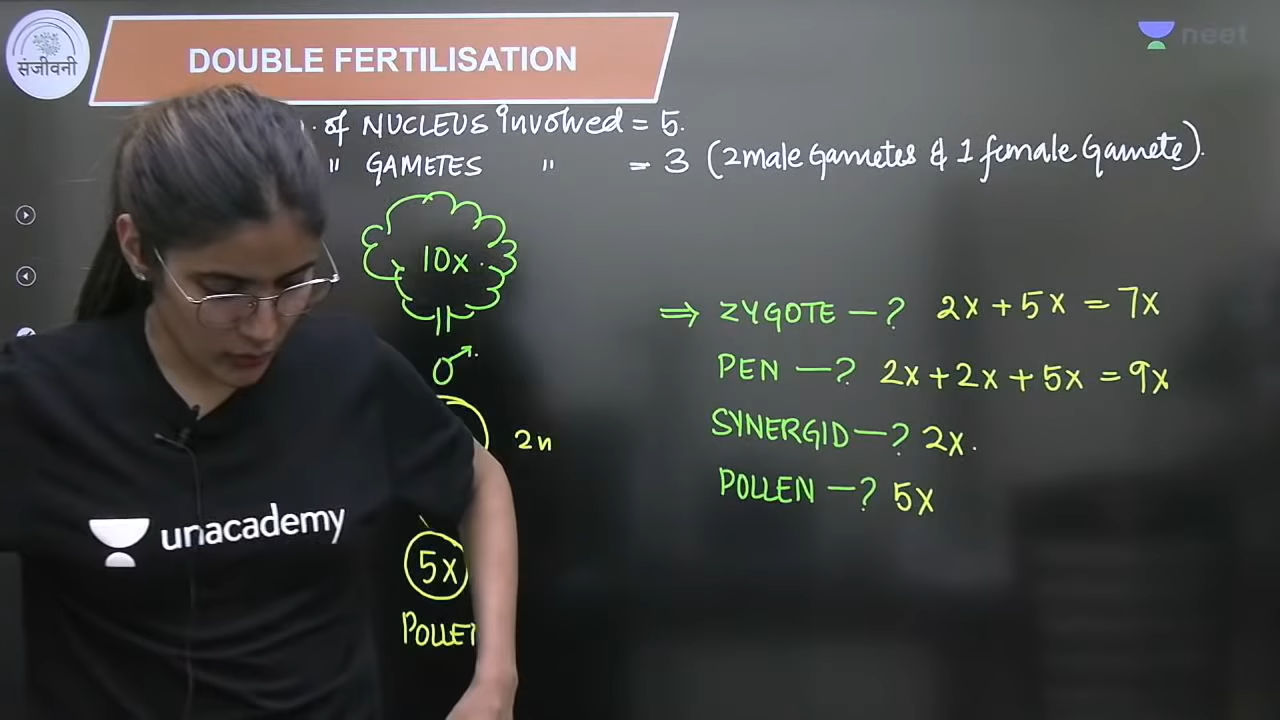 संजीवनी
DOUBLE FERTILISATION
neet
. of NUCLEUS involved = 5.
" GAMETES " = 3 (2 male Gametes & 1 female Gamete).
10x.
⇒ ZYGOTE — ? 2x + 5x = 7x
PEN — ? 2x + 2x + 5x = 9x
♂
SYNERGID — ? 2x.
2n
POLLEN — ? 5x
unacademy
5x
POLLE